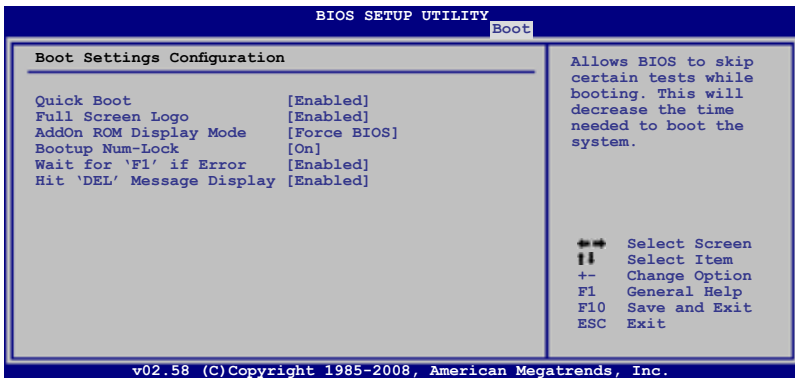 BIOS SETUP UTILITY
Boot
Boot Settings Configuration
Quick Boot [Enabled]
Full Screen Logo [Enabled]
AddOn ROM Display Mode [Force BIOS]
Bootup Num-Lock [On]
Wait for ‘F1’ if Error [Enabled]
Hit ‘DEL’ Message Display [Enabled]
Allows BIOS to skip
certain tests while
booting. This will
decrease the time
needed to boot the
system.
←→ Select Screen
↑↓ Select Item
+- Change Option
F1 General Help
F10 Save and Exit
ESC Exit
v02.58 (C)Copyright 1985-2008, American Megatrends, Inc.